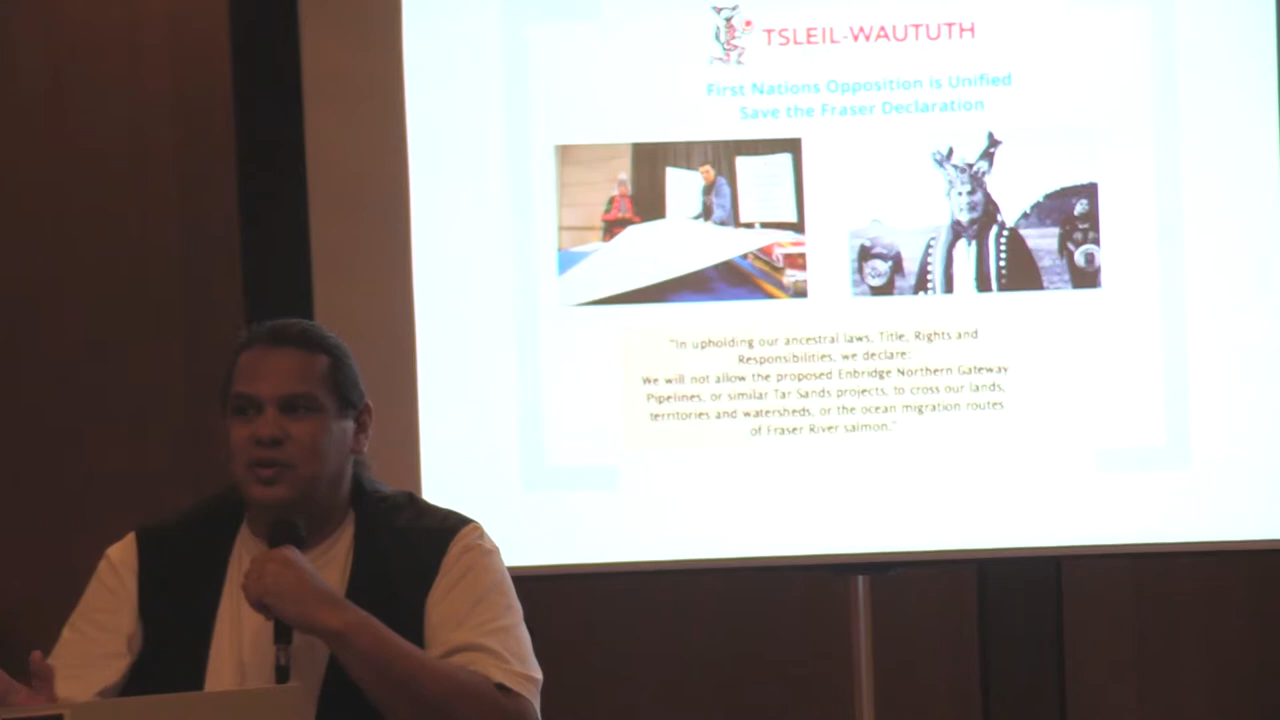 TSLEIL-WAUTUTH
First Nations Opposition is Unified
Save the Fraser Declaration
"In upholding our ancestral laws, Title, Rights and
Responsibilities, we declare:
We will not allow the proposed Enbridge Northern Gateway
Pipelines, or similar Tar Sands projects, to cross our lands,
territories and watersheds, or the ocean migration routes
of Fraser River salmon."